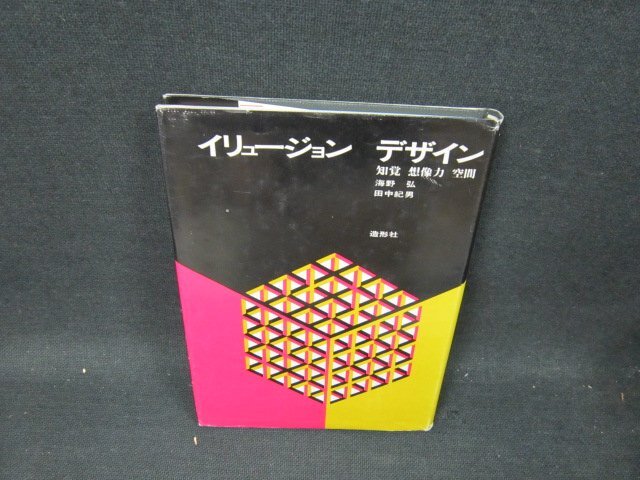 イリュージョン　デザイン
知覚　想像力　空間
海野　弘
田中紀男
造形社